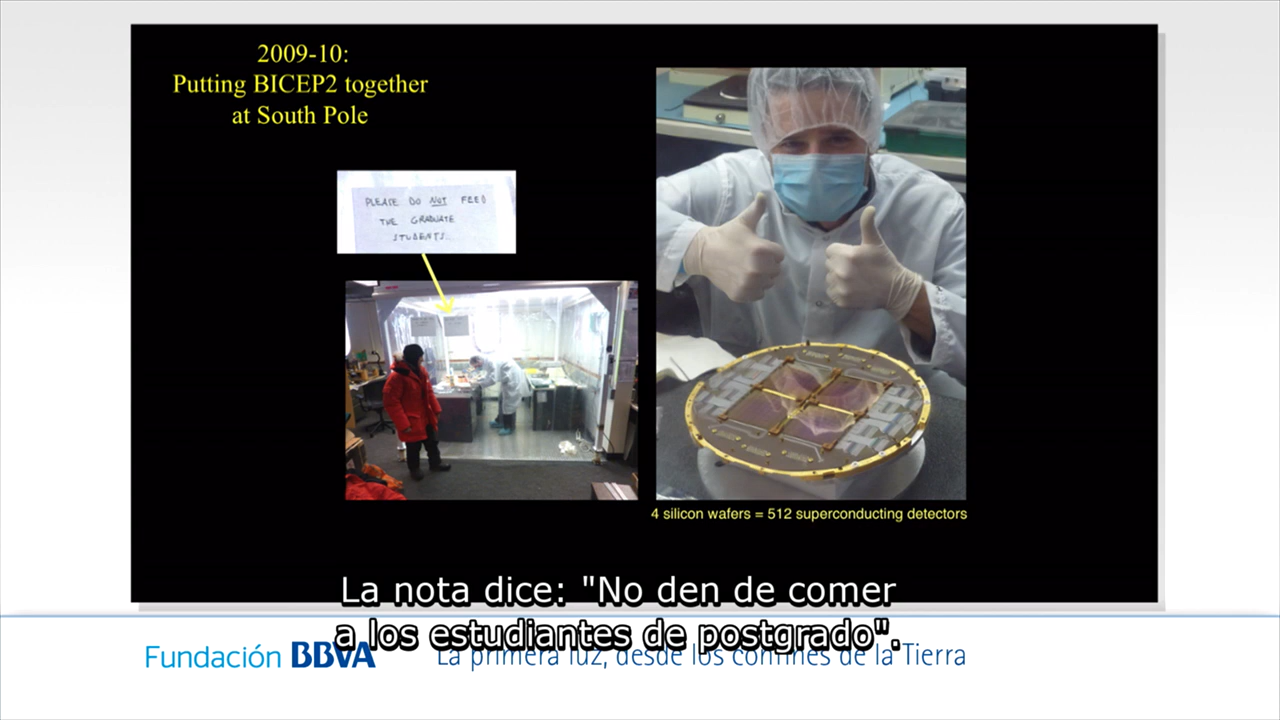 2009-10:
Putting BICEP2 together
at South Pole
PLEASE DO NOT FEED
THE GRADUATE
STUDENTS...
4 silicon wafers = 512 superconducting detectors
La nota dice: "No den de comer
a los estudiantes de postgrado".
Fundación BBVA
La primera luz, desde los confines de la Tierra